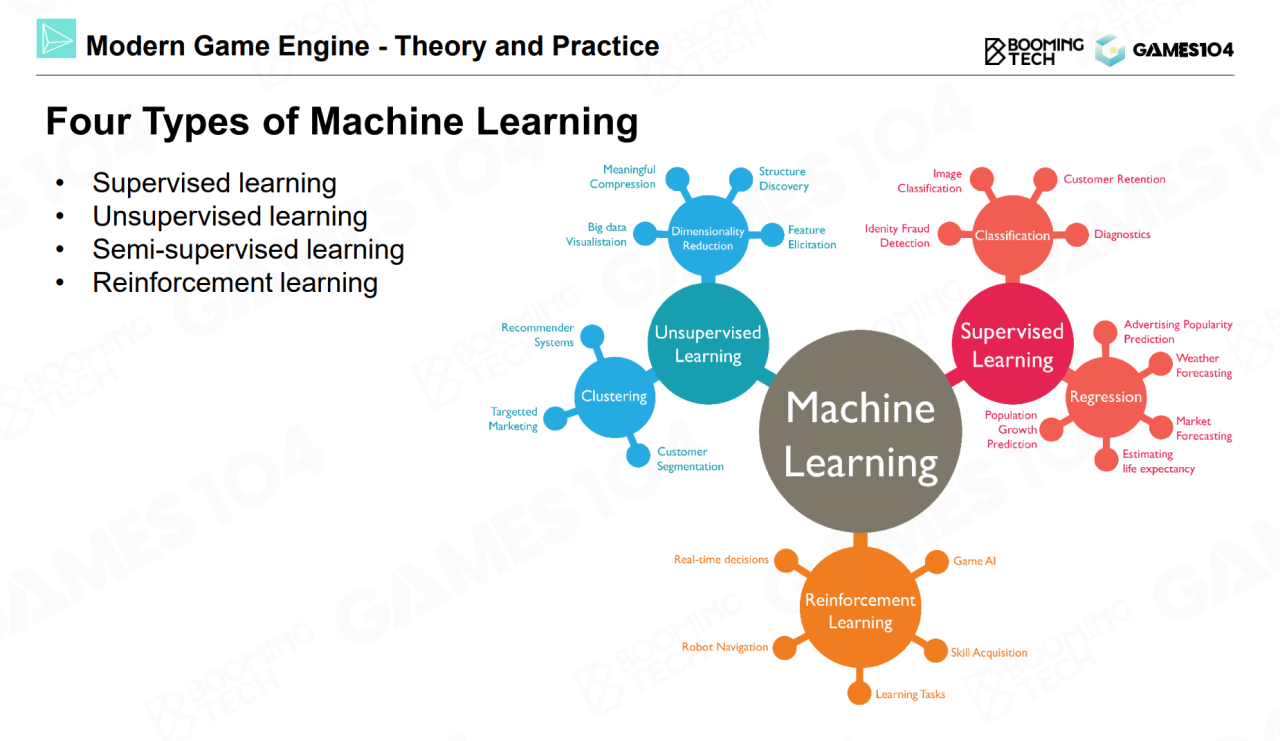 Modern Game Engine - Theory and Practice
BOOMING
TECH
GAMES104
Four Types of Machine Learning
• Supervised learning
• Unsupervised learning
• Semi-supervised learning
• Reinforcement learning
Meaningful
Compression
Structure
Discovery
Big data
Visualistaion
Dimensionality
Reduction
Feature
Elicitation
Unsupervised
Learning
Recommender
Systems
Clustering
Targetted
Marketing
Customer
Segmentation
Image
Classification
Customer Retention
Idenity Fraud
Detection
Classification
Diagnostics
Supervised
Learning
Advertising Popularity
Prediction
Weather
Forecasting
Regression
Population
Growth
Prediction
Market
Forecasting
Estimating
life expectancy
Machine
Learning
Real-time decisions
Game AI
Reinforcement
Learning
Robot Navigation
Skill Acquisition
Learning Tasks